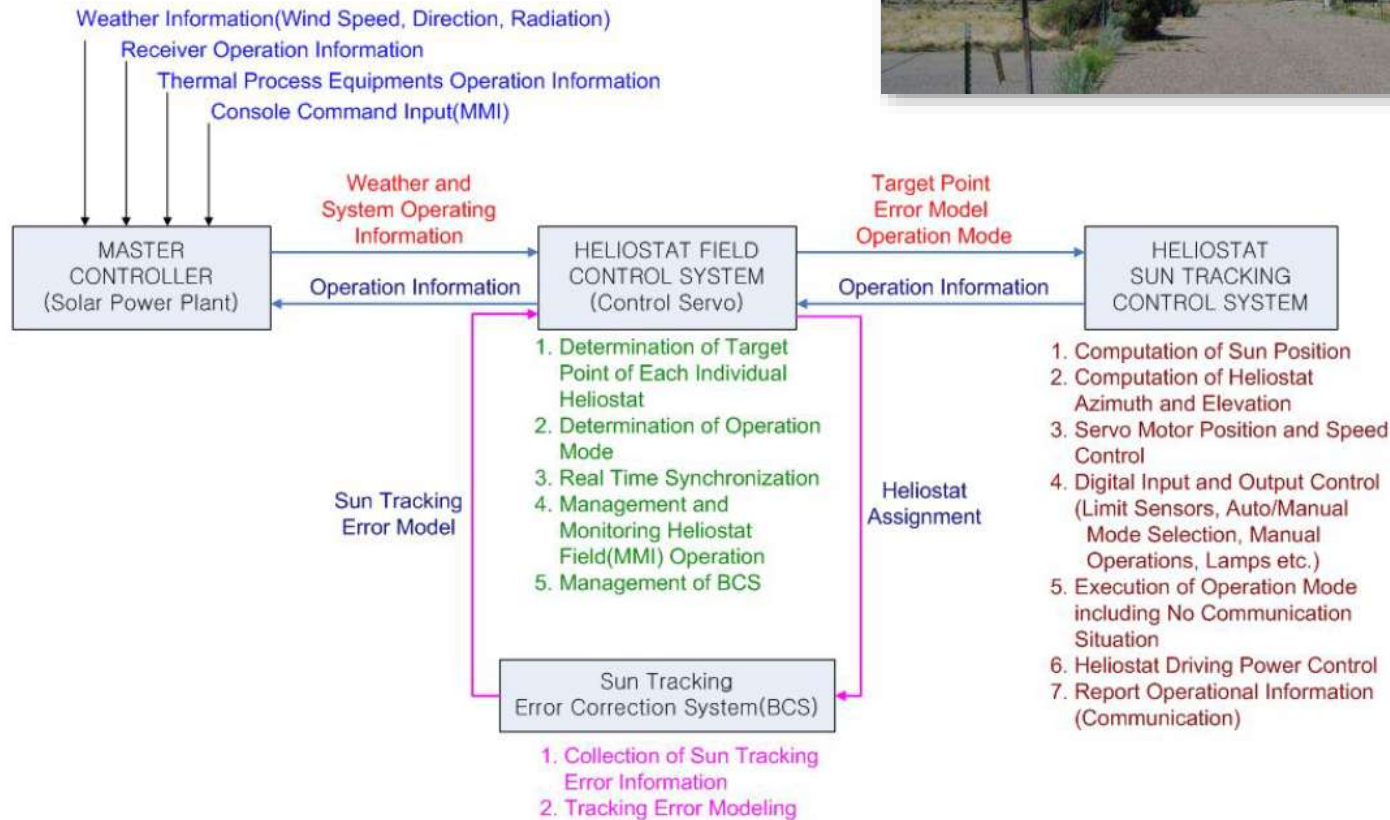 Weather Information(Wind Speed, Direction, Radiation)
Receiver Operation Information
Thermal Process Equipments Operation Information
Console Command Input(MMI)
Weather and
System Operating
Information
Target Point
Error Model
Operation Mode
MASTER
CONTROLLER
(Solar Power Plant)
HELIOSTAT FIELD
CONTROL SYSTEM
(Control Servo)
HELIOSTAT
SUN TRACKING
CONTROL SYSTEM
Operation Information
Operation Information
1. Determination of Target
Point of Each Individual
Heliostat
2. Determination of Operation
Mode
3. Real Time Synchronization
4. Management and
Monitoring Heliostat
Field(MMI) Operation
5. Management of BCS
1. Computation of Sun Position
2. Computation of Heliostat
Azimuth and Elevation
3. Servo Motor Position and Speed
Control
4. Digital Input and Output Control
(Limit Sensors, Auto/Manual
Mode Selection, Manual
Operations, Lamps etc.)
5. Execution of Operation Mode
including No Communication
Situation
6. Heliostat Driving Power Control
7. Report Operational Information
(Communication)
Sun Tracking
Error Model
Heliostat
Assignment
Sun Tracking
Error Correction System(BCS)
1. Collection of Sun Tracking
Error Information
2. Tracking Error Modeling